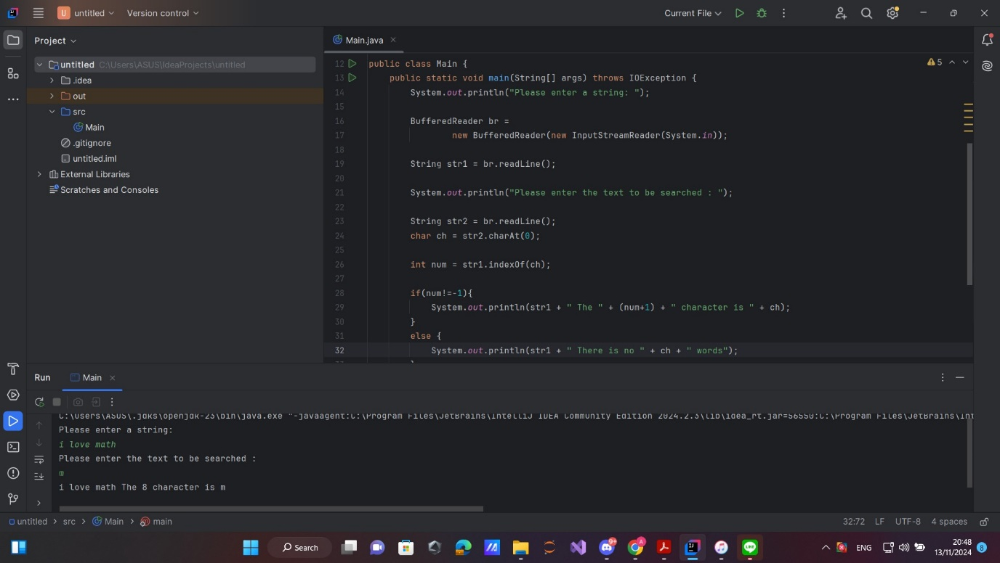 U untitled Version control Current File
Project
Main.java
untitled C:\Users\ASUS\IdeaProjects\untitled
.idea
out
src
Main
.gitignore
untitled.iml
External Libraries
Scratches and Consoles
5
12 public class Main {
13 public static void main(String[] args) throws IOException {
14 System.out.println("Please enter a string: ");
15
16 BufferedReader br =
17 new BufferedReader(new InputStreamReader(System.in));
18
19 String str1 = br.readLine();
20
21 System.out.println("Please enter the text to be searched : ");
22
23 String str2 = br.readLine();
24 char ch = str2.charAt(0);
25
26 int num = str1.indexOf(ch);
27
28 if(num!=-1){
29 System.out.println(str1 + " The " + (num+1) + " character is " + ch);
30 }
31 else {
32 System.out.println(str1 + " There is no " + ch + " words");
Run Main
C:\Users\ASUS\.jdks\openjdk-23\bin\java.exe "-javaagent:C:\Program Files\JetBrains\IntelliJ IDEA Community Edition 2024.2.3\lib\idea_rt.jar=56550:C:\Program Files\JetBrains\Int
Please enter a string:
i love math
Please enter the text to be searched :
m
i love math The 8 character is m
untitled > src > Main > main 32:72 LF UTF-8 4 spaces
Search
ENG
20:48
13/11/2024
8